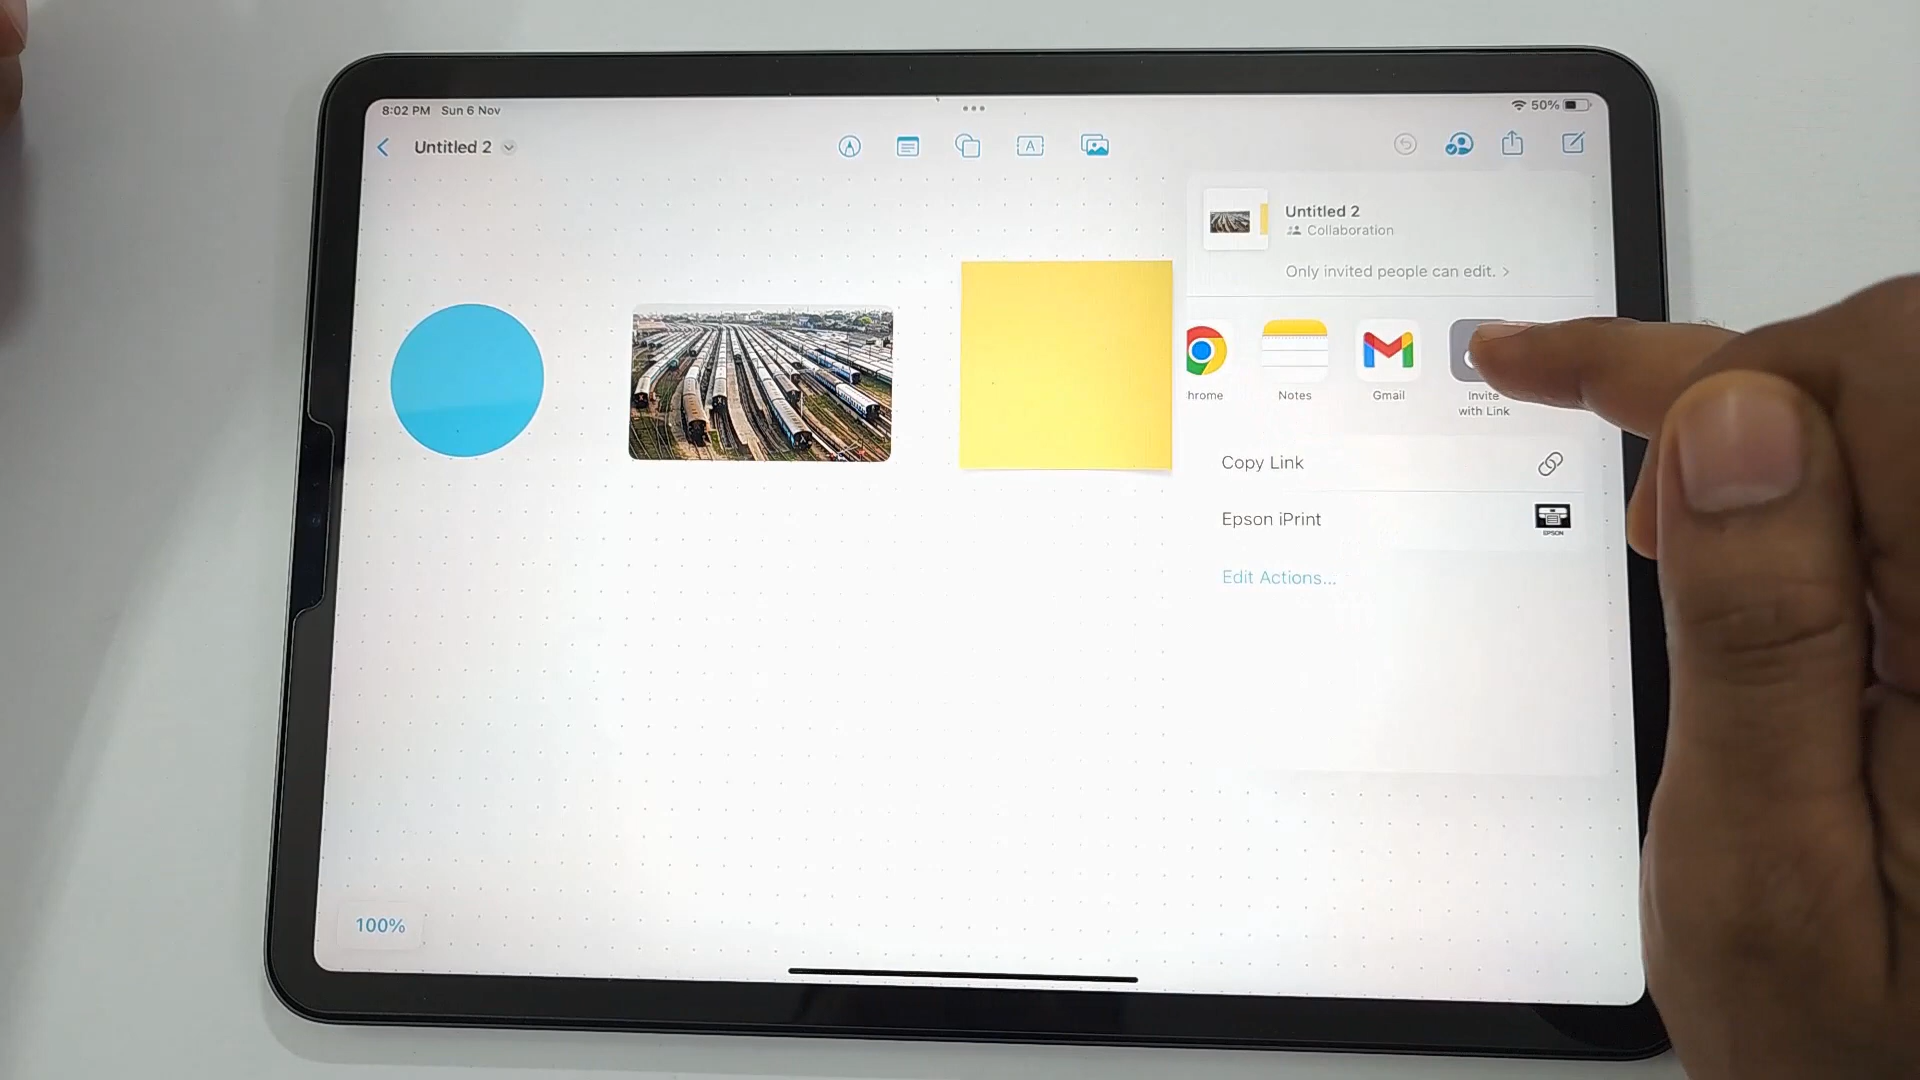 8:02 PM Sun 6 Nov
50%
Untitled 2
A
Untitled 2
Collaboration
Only invited people can edit. >
hrome
Notes
Gmail
Invite
with Link
Copy Link
Epson iPrint
EPSON
Edit Actions...
100%